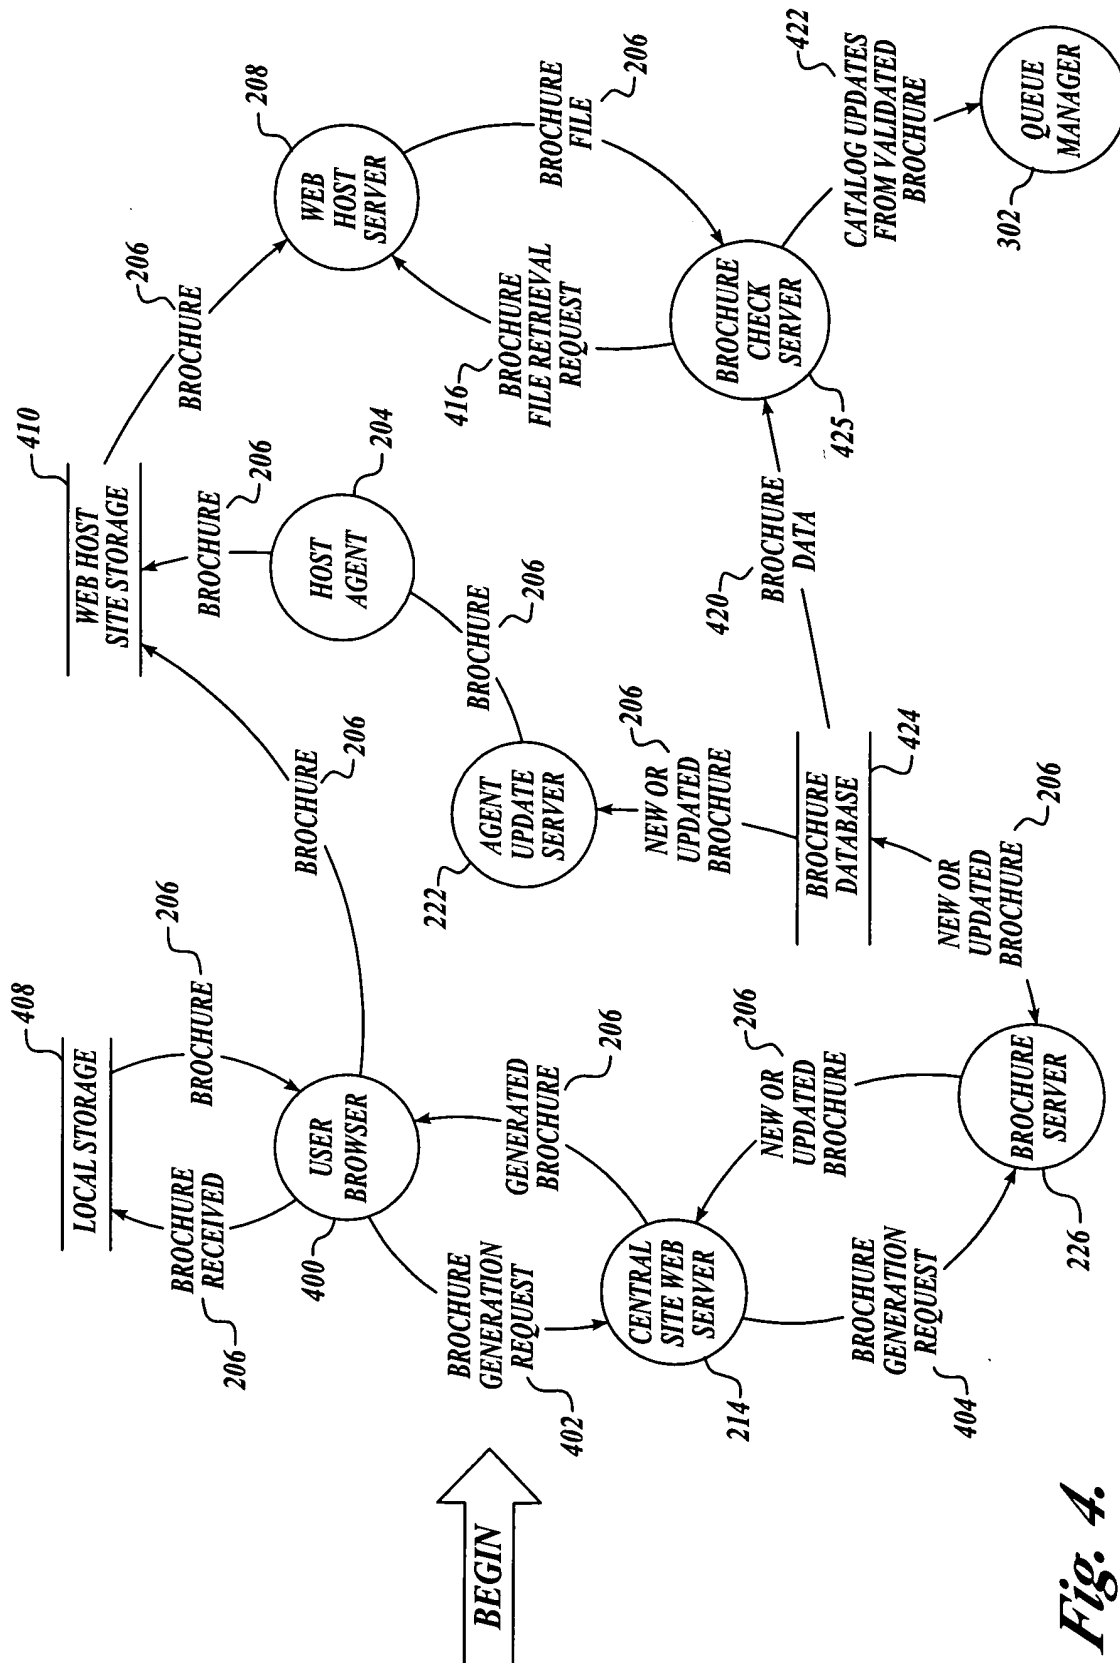 BEGIN
LOCAL STORAGE
408
BROCHURE
RECEIVED
206
BROCHURE
206
USER
BROWSER
400
BROCHURE
GENERATION
REQUEST
402
GENERATED
BROCHURE
206
CENTRAL
SITE WEB
SERVER
214
BROCHURE
GENERATION
REQUEST
404
NEW OR
UPDATED
BROCHURE
206
BROCHURE
SERVER
226
NEW OR
UPDATED
BROCHURE
206
BROCHURE
DATABASE
424
NEW OR
UPDATED
BROCHURE
206
AGENT
UPDATE
SERVER
222
BROCHURE
206
BROCHURE
206
HOST
AGENT
204
BROCHURE
206
WEB HOST
SITE STORAGE
410
BROCHURE
206
WEB
HOST
SERVER
208
BROCHURE
FILE RETRIEVAL
REQUEST
416
BROCHURE
FILE
206
BROCHURE
DATA
420
BROCHURE
CHECK
SERVER
425
CATALOG UPDATES
FROM VALIDATED
BROCHURE
422
QUEUE
MANAGER
302
Fig. 4.